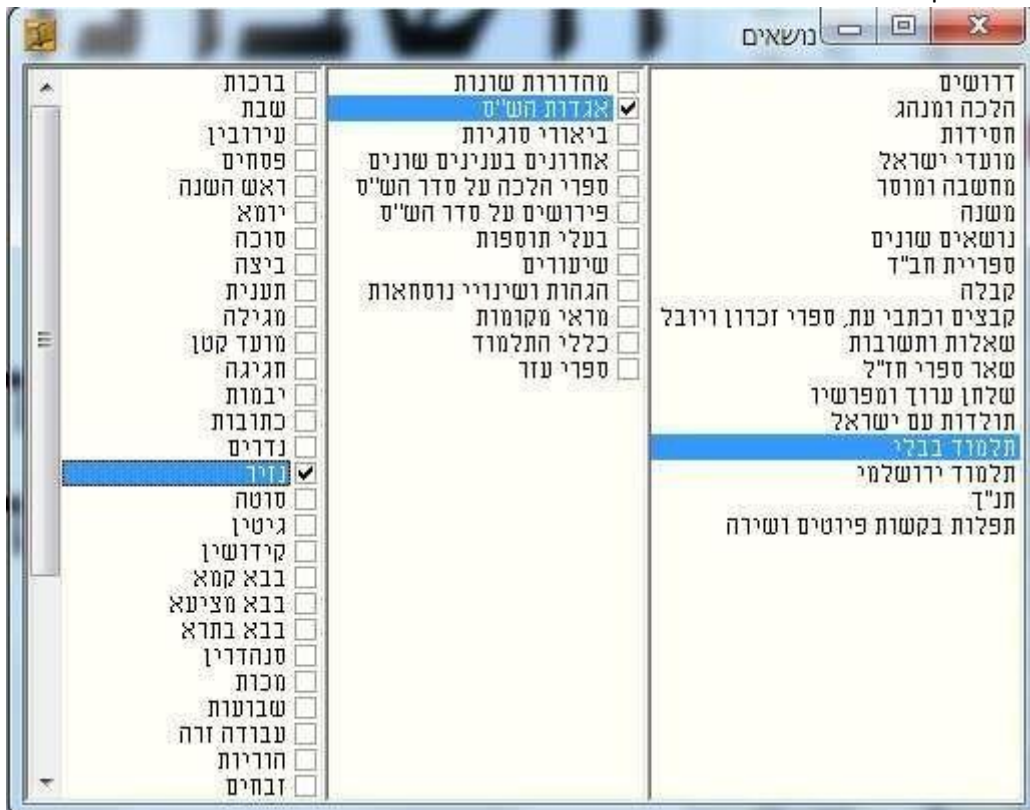 נושאים
דרושים
הלכה ומנהג
חסידות
מועדי ישראל
מחשבה ומוסר
משנה
נושאים שונים
ספריית חב"ד
קבלה
קבצים וכתבי עת, ספרי זכרון ויובל
שאלות ותשובות
שאר ספרי חז"ל
שלחן ערוך ומפרשיו
תולדות עם ישראל
תלמוד בבלי
תלמוד ירושלמי
תנ"ך
תפלות בקשות פיוטים ושירה
מהדורות שונות
אגדות הש''ס
ביאורי סוגיות
אחרונים בענינים שונים
ספרי הלכה על סדר הש''ס
פירושים על סדר הש''ס
בעלי תוספות
שיעורים
הגהות ושינויי נוסחאות
מראי מקומות
כללי התלמוד
ספרי עזר
ברכות
שבת
עירובין
פסחים
ראש השנה
יומא
סוכה
ביצה
תענית
מגילה
מועד קטן
חגיגה
יבמות
כתובות
נדרים
נזיר
סוטה
גיטין
קידושין
בבא קמא
בבא מציעא
בבא בתרא
סנהדרין
מכות
שבועות
עבודה זרה
הוריות
זבחים